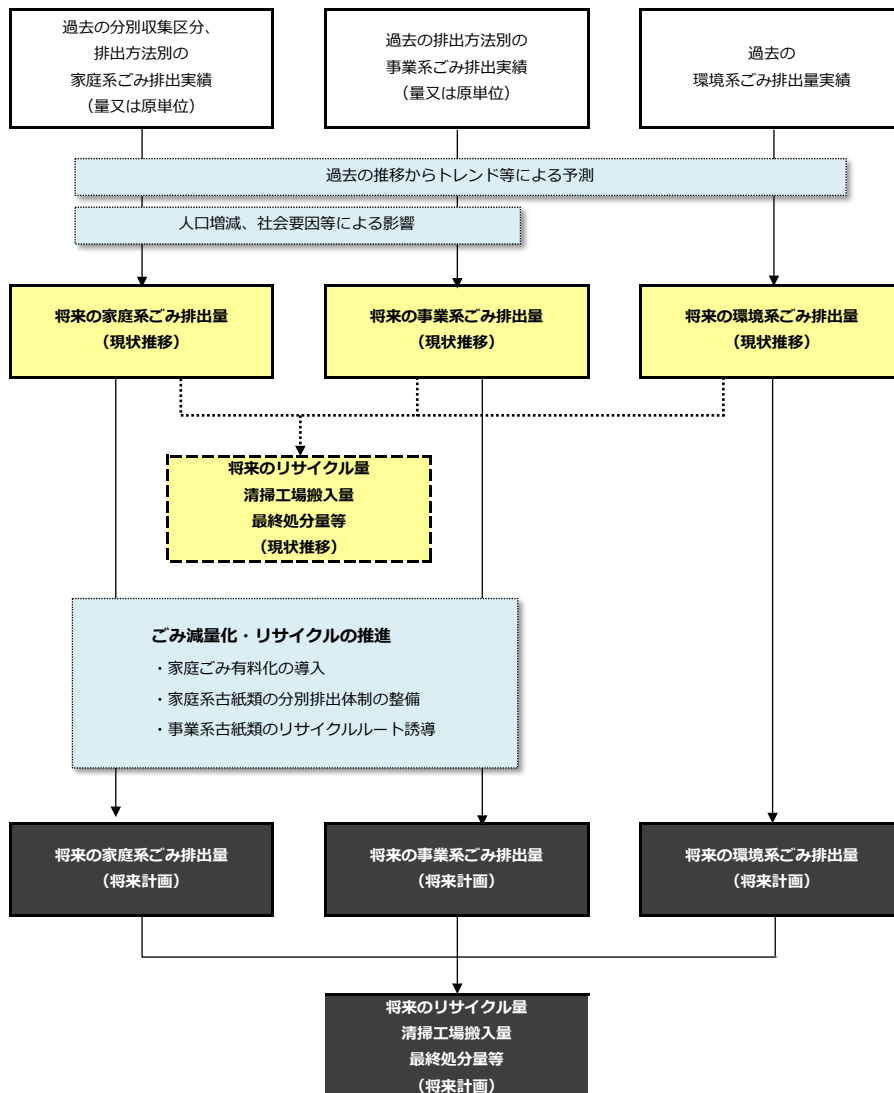 過去の分別収集区分、
排出方法別の
家庭系ごみ排出実績
（量又は原単位）
過去の排出方法別の
事業系ごみ排出実績
（量又は原単位）
過去の
環境系ごみ排出量実績
過去の推移からトレンド等による予測
人口増減、社会要因等による影響
将来の家庭系ごみ排出量
（現状推移）
将来の事業系ごみ排出量
（現状推移）
将来の環境系ごみ排出量
（現状推移）
将来のリサイクル量
清掃工場搬入量
最終処分量等
（現状推移）
ごみ減量化・リサイクルの推進
・家庭ごみ有料化の導入
・家庭系古紙類の分別排出体制の整備
・事業系古紙類のリサイクルルート誘導
将来の家庭系ごみ排出量
（将来計画）
将来の事業系ごみ排出量
（将来計画）
将来の環境系ごみ排出量
（将来計画）
将来のリサイクル量
清掃工場搬入量
最終処分量等
（将来計画）